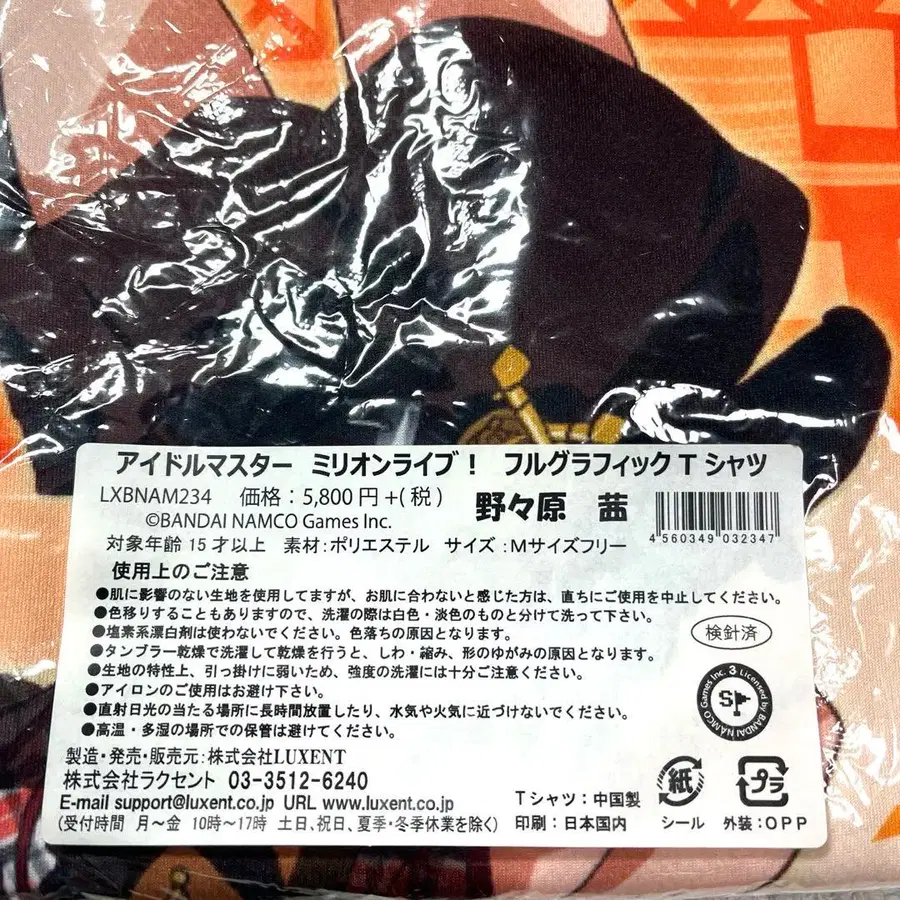 アイドルマスター ミリオンライブ! フルグラフィックTシャツ
LXBNAM234 価格:5,800円+(税) 野々原 茜
©BANDAI NAMCO Games Inc.
4 560349 032347
対象年齢15才以上 素材:ポリエステル サイズ:Mサイズフリー
使用上のご注意
●肌に影響のない生地を使用してますが、お肌に合わないと感じた方は、直ちにご使用を中止してください。
●色移りすることもありますので、洗濯の際は白色・淡色のものと分けて洗って下さい。
●塩素系漂白剤は使わないでください。色落ちの原因となります。
●タンブラー乾燥で洗濯して乾燥を行うと、しわ・縮み、形のゆがみの原因となります。
●生地の特性上、引っ掛けに弱いため、強度の洗濯には十分ご注意ください。
●アイロンのご使用はお避け下さい。
●直射日光の当たる場所に長時間放置したり、水気や火気に近づけないでください。
●高温・多湿の場所での保管は避けてください。
検針済
Licensed by BANDAI NAMCO Games Inc. 3
S
製造・発売・販売元:株式会社LUXENT
株式会社ラクセント 03-3512-6240
E-mail support@luxent.co.jp URL www.luxent.co.jp
(受付時間 月〜金 10時〜17時 土日、祝日、夏季・冬季休業を除く)
Tシャツ:中国製
印刷:日本国内
紙
シール
プラ
外装:OPP